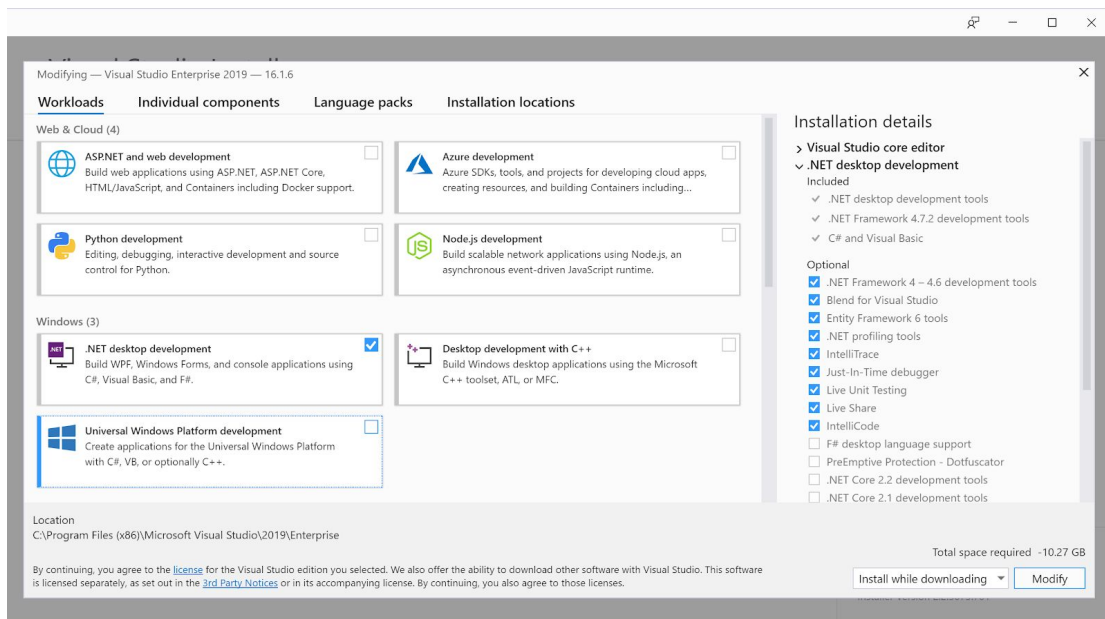 Modifying — Visual Studio Enterprise 2019 — 16.1.6
Workloads
Individual components
Language packs
Installation locations
Web & Cloud (4)
ASP.NET and web development
Build web applications using ASP.NET, ASP.NET Core,
HTML/JavaScript, and Containers including Docker support.
Azure development
Azure SDKs, tools, and projects for developing cloud apps,
creating resources, and building Containers including...
Python development
Editing, debugging, interactive development and source
control for Python.
Node.js development
Build scalable network applications using Node.js, an
asynchronous event-driven JavaScript runtime.
Windows (3)
.NET
.NET desktop development
Build WPF, Windows Forms, and console applications using
C#, Visual Basic, and F#.
Desktop development with C++
Build Windows desktop applications using the Microsoft
C++ toolset, ATL, or MFC.
Universal Windows Platform development
Create applications for the Universal Windows Platform
with C#, VB, or optionally C++.
Installation details
Visual Studio core editor
.NET desktop development
Included
.NET desktop development tools
.NET Framework 4.7.2 development tools
C# and Visual Basic
Optional
.NET Framework 4 – 4.6 development tools
Blend for Visual Studio
Entity Framework 6 tools
.NET profiling tools
IntelliTrace
Just-In-Time debugger
Live Unit Testing
Live Share
IntelliCode
F# desktop language support
PreEmptive Protection - Dotfuscator
.NET Core 2.2 development tools
.NET Core 2.1 development tools
Location
C:\Program Files (x86)\Microsoft Visual Studio\2019\Enterprise
Total space required -10.27 GB
By continuing, you agree to the license for the Visual Studio edition you selected. We also offer the ability to download other software with Visual Studio. This software
is licensed separately, as set out in the 3rd Party Notices or in its accompanying license. By continuing, you also agree to those licenses.
Install while downloading
Modify